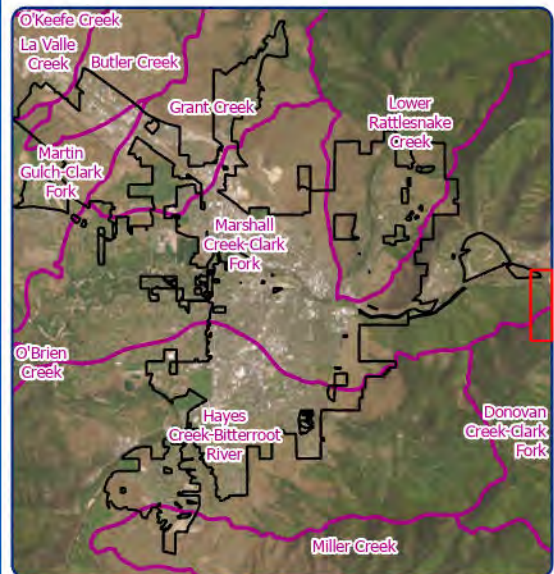 O'Keefe Creek
La Valle
Creek
Butler Creek
Grant Creek
Lower
Rattlesnake
Creek
Martin
Gulch-Clark
Fork
Marshall
Creek-Clark
Fork
O'Brien
Creek
Hayes
Creek-Bitterroot
River
Donovan
Creek-Clark
Fork
Miller Creek